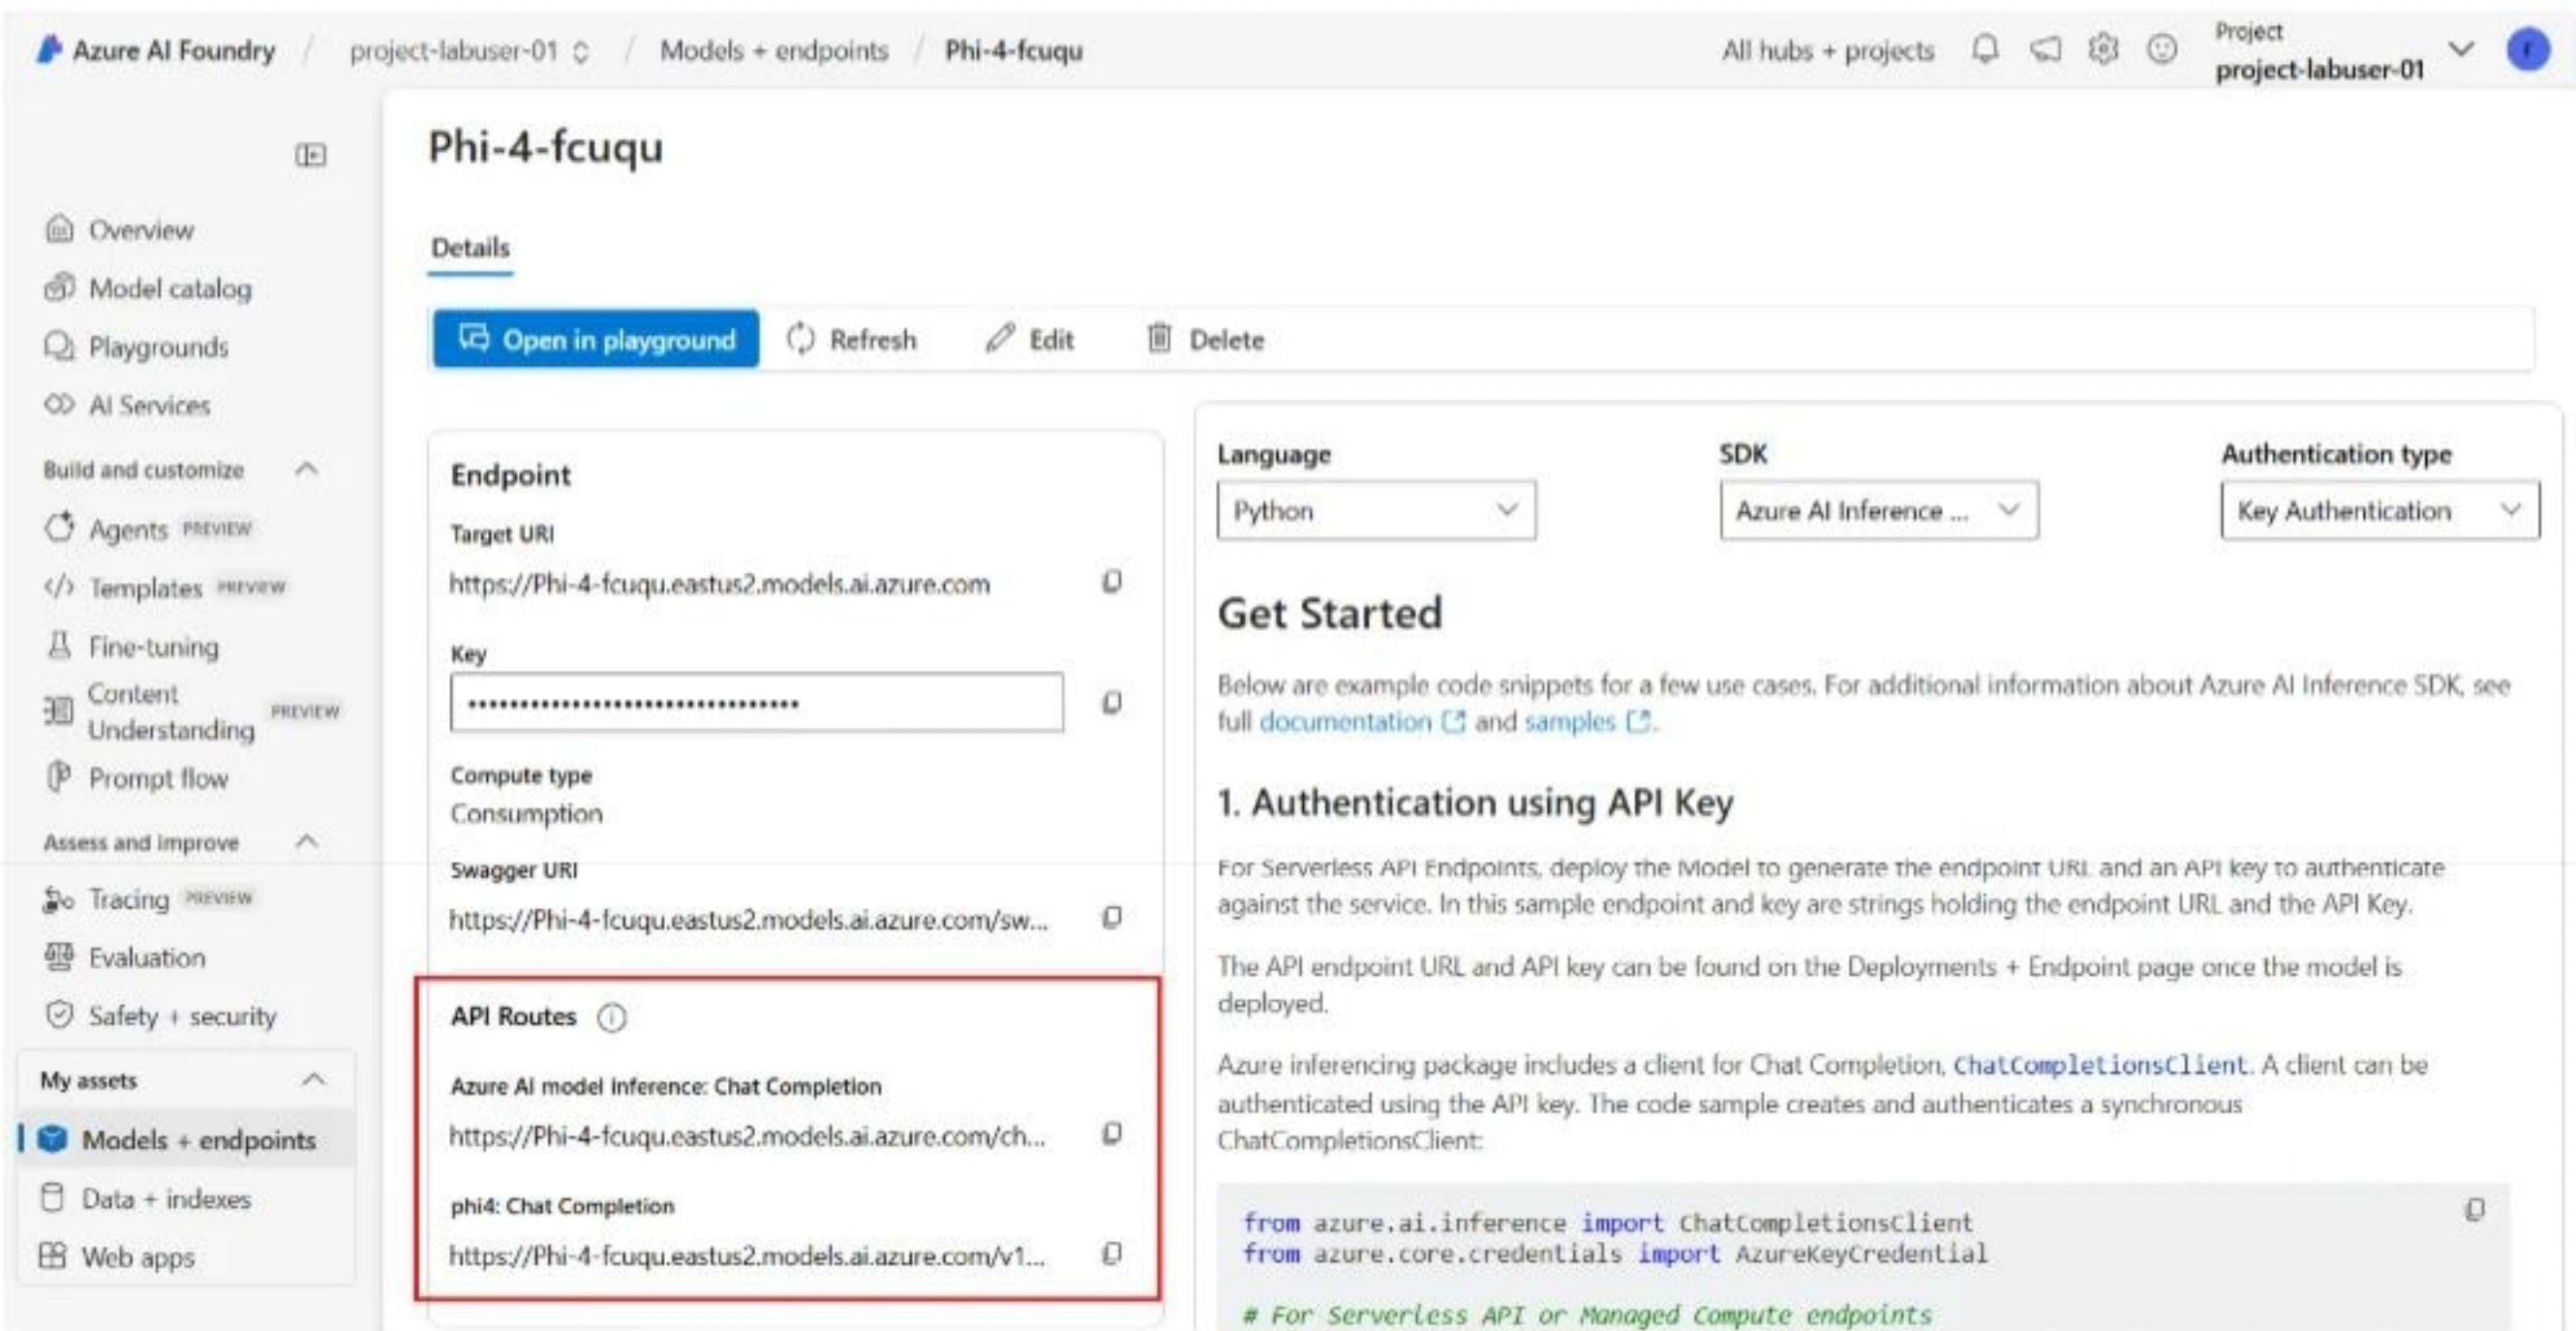 Azure AI Foundry / project-labuser-01 / Models + endpoints / Phi-4-fcuqu
All hubs + projects
Project
project-labuser-01
Overview
Model catalog
Playgrounds
AI Services
Build and customize
Agents PREVIEW
Templates PREVIEW
Fine-tuning
Content
Understanding
PREVIEW
Prompt flow
Assess and improve
Tracing PREVIEW
Evaluation
Safety + security
My assets
Models + endpoints
Data + indexes
Web apps
Phi-4-fcuqu
Details
Open in playground
Refresh
Edit
Delete
Endpoint
Target URI
https://Phi-4-fcuqu.eastus2.models.ai.azure.com
Key
••••••••••••••••••••••••••••••••
Compute type
Consumption
Swagger URI
https://Phi-4-fcuqu.eastus2.models.ai.azure.com/sw...
API Routes
Azure AI model inference: Chat Completion
https://Phi-4-fcuqu.eastus2.models.ai.azure.com/ch...
phi4: Chat Completion
https://Phi-4-fcuqu.eastus2.models.ai.azure.com/v1...
Language
Python
SDK
Azure AI Inference ...
Authentication type
Key Authentication
Get Started
Below are example code snippets for a few use cases. For additional information about Azure AI Inference SDK, see
full documentation and samples.
1. Authentication using API Key
For Serverless API Endpoints, deploy the Model to generate the endpoint URL and an API key to authenticate
against the service. In this sample endpoint and key are strings holding the endpoint URL and the API Key.
The API endpoint URL and API key can be found on the Deployments + Endpoint page once the model is
deployed.
Azure inferencing package includes a client for Chat Completion, ChatCompletionsClient. A client can be
authenticated using the API key. The code sample creates and authenticates a synchronous
ChatCompletionsClient:
from azure.ai.inference import ChatCompletionsClient
from azure.core.credentials import AzureKeyCredential
# For Serverless API or Managed Compute endpoints